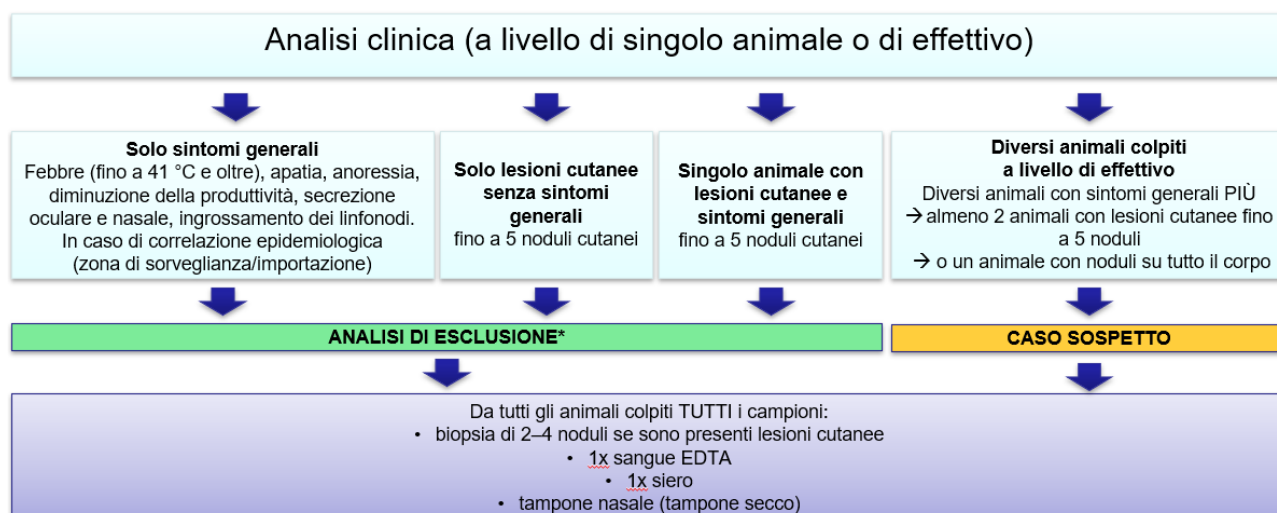 Analisi clinica (a livello di singolo animale o di effettivo)
Solo sintomi generali
Febbre (fino a 41 °C e oltre), apatia, anoressia,
diminuzione della produttività, secrezione
oculare e nasale, ingrossamento dei linfonodi.
In caso di correlazione epidemiologica
(zona di sorveglianza/importazione)
Solo lesioni cutanee
senza sintomi
generali
fino a 5 noduli cutanei
Singolo animale con
lesioni cutanee e
sintomi generali
fino a 5 noduli cutanei
Diversi animali colpiti
a livello di effettivo
Diversi animali con sintomi generali PIÙ
→ almeno 2 animali con lesioni cutanee fino
a 5 noduli
→ o un animale con noduli su tutto il corpo
ANALISI DI ESCLUSIONE*
CASO SOSPETTO
Da tutti gli animali colpiti TUTTI i campioni:
• biopsia di 2–4 noduli se sono presenti lesioni cutanee
• 1x sangue EDTA
• 1x siero
• tampone nasale (tampone secco)